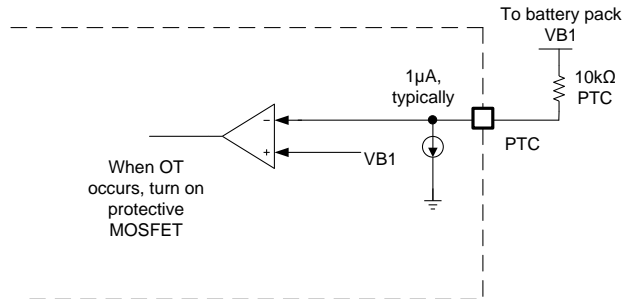 To battery pack
VB1
10kΩ
PTC
1μA,
typically
−
+
VB1
PTC
When OT
occurs, turn on
protective
MOSFET